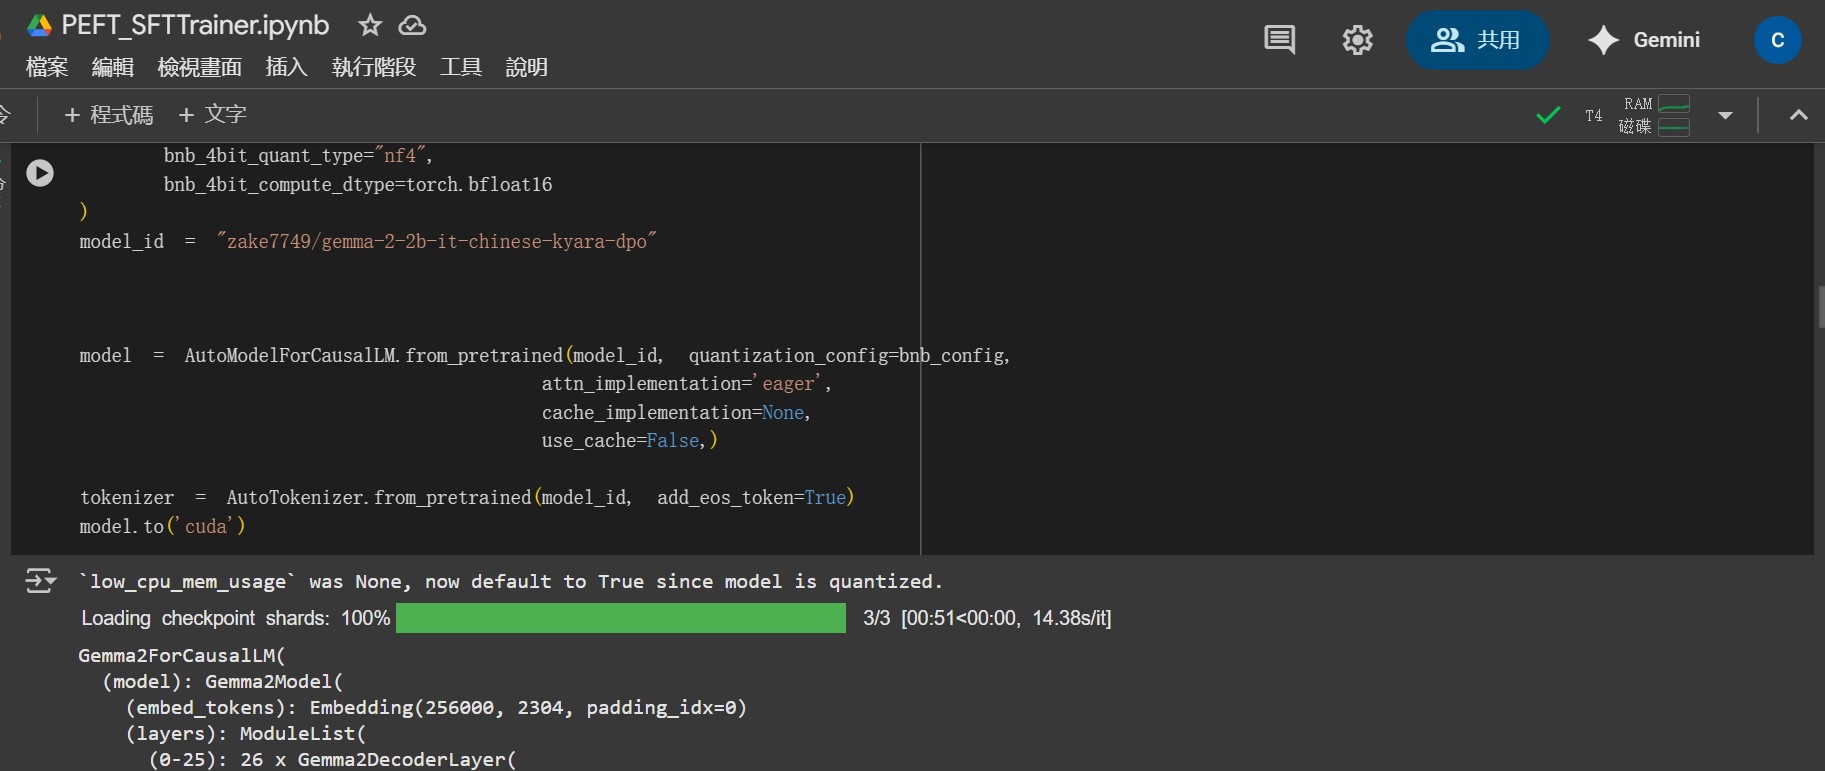 PEFT_SFTTrainer.ipynb
Gemini
C
共用
檔案 編輯 檢視畫面 插入 執行階段 工具 說明
+ 程式碼 + 文字
T4
RAM
磁碟
bnb_4bit_quant_type="nf4",
bnb_4bit_compute_dtype=torch.bfloat16
)
model_id = "zake7749/gemma-2-2b-it-chinese-kyara-dpo"
model = AutoModelForCausalLM.from_pretrained(model_id, quantization_config=bnb_config,
attn_implementation='eager',
cache_implementation=None,
use_cache=False,)
tokenizer = AutoTokenizer.from_pretrained(model_id, add_eos_token=True)
model.to('cuda')
`low_cpu_mem_usage` was None, now default to True since model is quantized.
Loading checkpoint shards: 100% 3/3 [00:51<00:00, 14.38s/it]
Gemma2ForCausalLM(
(model): Gemma2Model(
(embed_tokens): Embedding(256000, 2304, padding_idx=0)
(layers): ModuleList(
(0-25): 26 x Gemma2DecoderLayer(